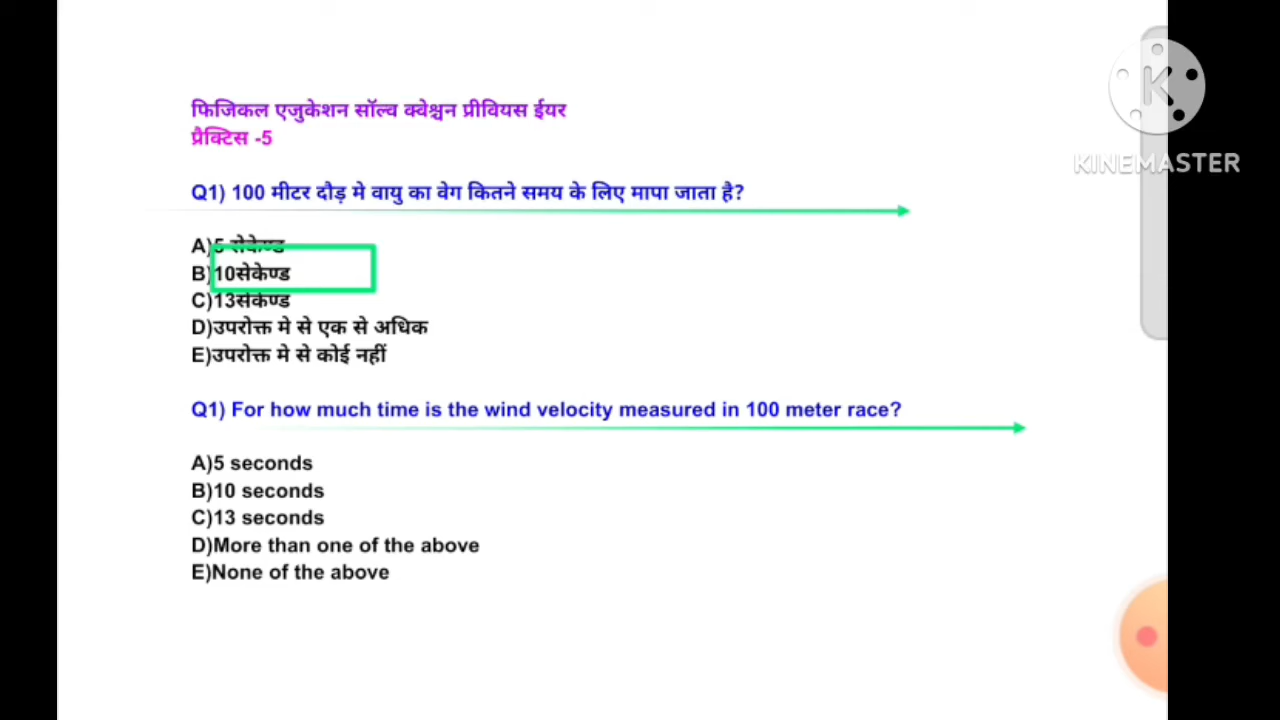 फिजिकल एजुकेशन सॉल्व क्वेश्चन प्रीवियस ईयर
प्रैक्टिस -5
Q1) 100 मीटर दौड़ मे वायु का वेग कितने समय के लिए मापा जाता है?
A)5 सेकेण्ड
B)10सेकेण्ड
C)13सेकेण्ड
D)उपरोक्त मे से एक से अधिक
E)उपरोक्त मे से कोई नहीं
Q1) For how much time is the wind velocity measured in 100 meter race?
A)5 seconds
B)10 seconds
C)13 seconds
D)More than one of the above
E)None of the above
K
KINEMASTER